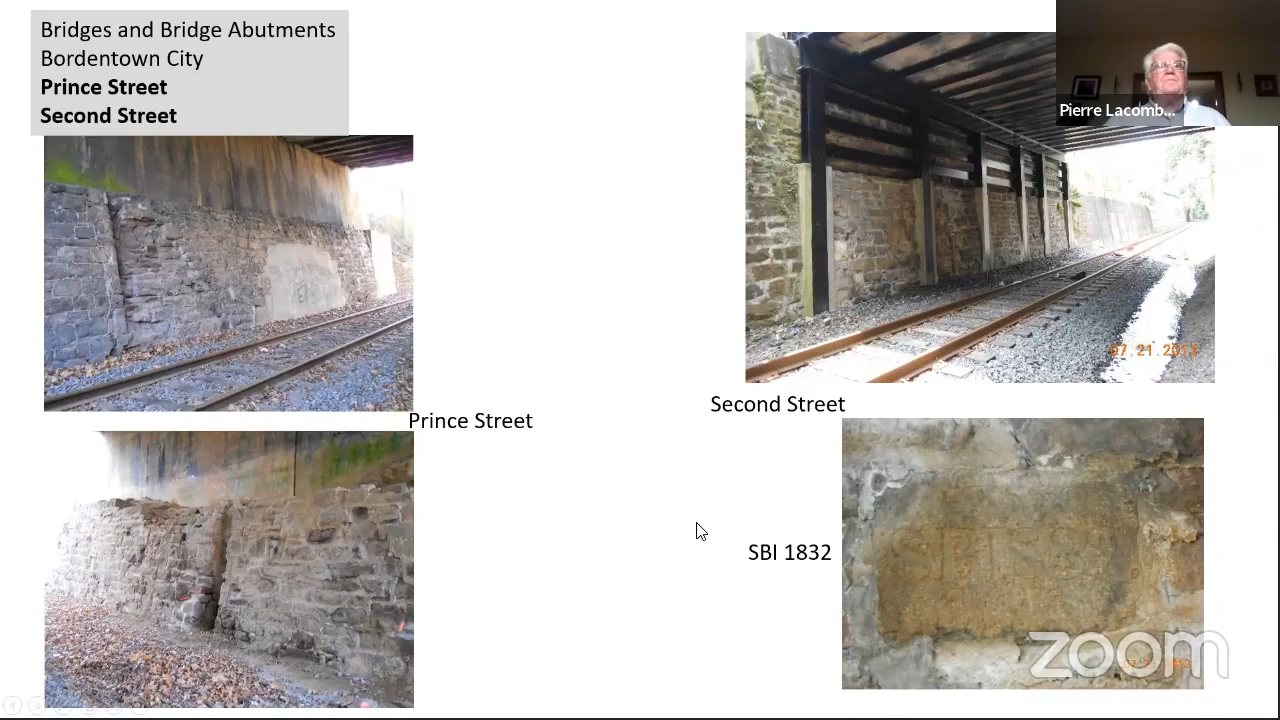 Bridges and Bridge Abutments
Bordentown City
Prince Street
Second Street
Pierre Lacomb...
07.21.2013
Prince Street
Second Street
SBI 1832
zoom